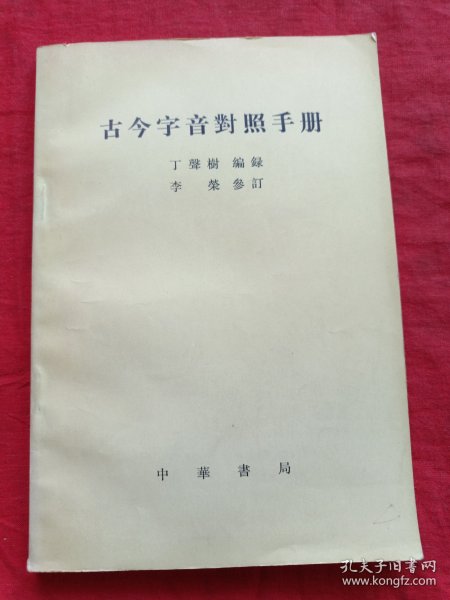 古今字音對照手册
丁聲樹 編録
李榮參訂
中華書局
孔夫子旧书网
www.kongfz.com